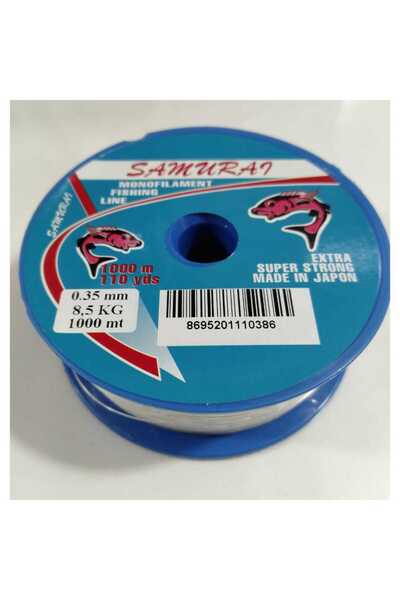 SAMURAI
MONOFILAMENT
FISHING
LINE
SAMURAI
1000 m
110 yds
EXTRA
SUPER STRONG
MADE IN JAPON
0.35 mm
8,5 KG
1000 mt
8695201110386